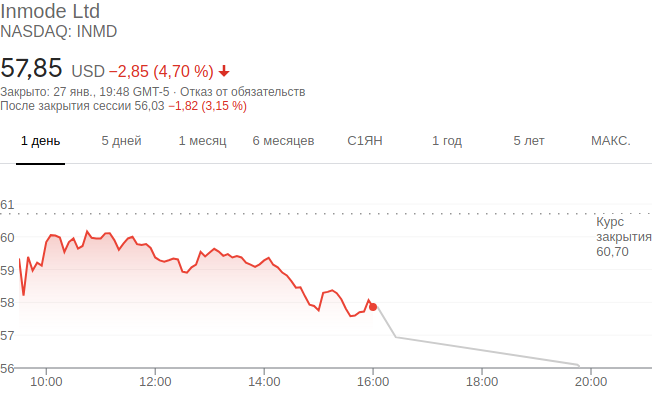 Inmode Ltd
NASDAQ: INMD
57,85 USD −2,85 (4,70 %)
Закрыто: 27 янв., 19:48 GMT-5 · Отказ от обязательств
После закрытия сессии 56,03 −1,82 (3,15 %)
1 день 5 дней 1 месяц 6 месяцев С1ЯН 1 год 5 лет МАКС.
61
Курс
закрытия
60,70
60
59
58
57
56
10:00 12:00 14:00 16:00 18:00 20:00